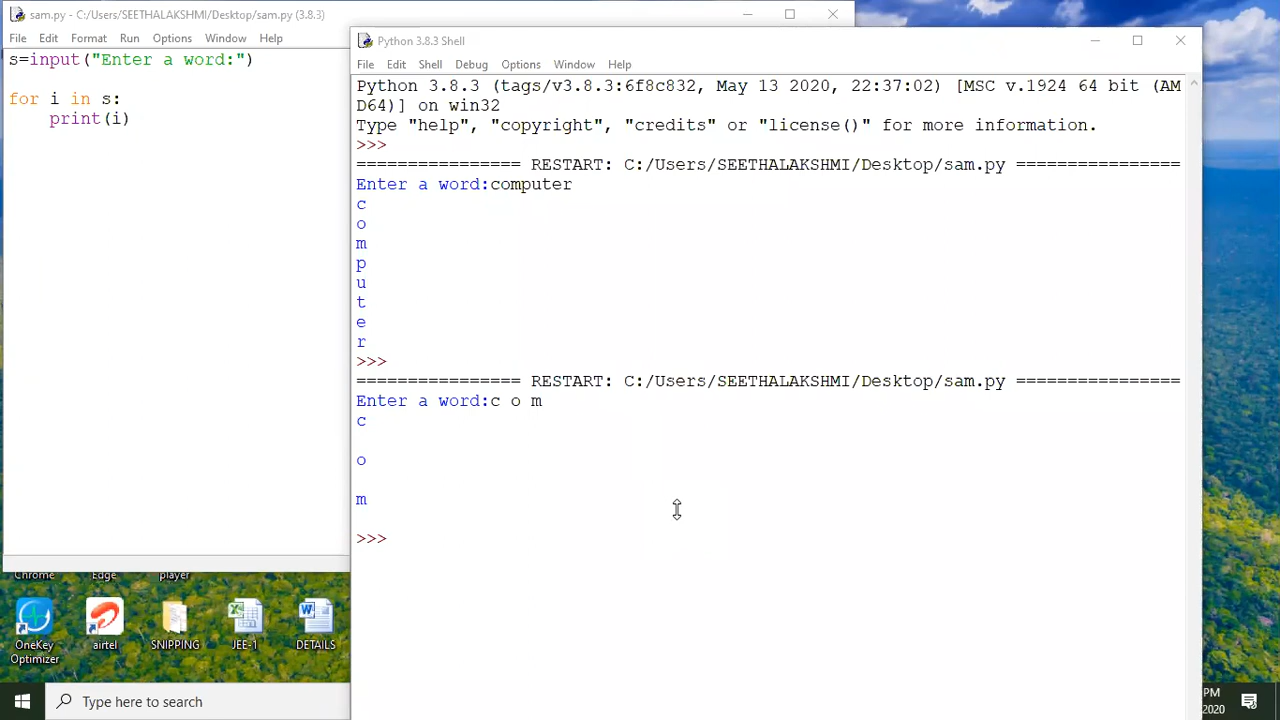 sam.py - C:/Users/SEETHALAKSHMI/Desktop/sam.py (3.8.3)
File Edit Format Run Options Window Help
s=input("Enter a word:")
for i in s:
    print(i)
Python 3.8.3 Shell
File Edit Shell Debug Options Window Help
Python 3.8.3 (tags/v3.8.3:6f8c832, May 13 2020, 22:37:02) [MSC v.1924 64 bit (AM
D64)] on win32
Type "help", "copyright", "credits" or "license()" for more information.
>>>
================ RESTART: C:/Users/SEETHALAKSHMI/Desktop/sam.py ================
Enter a word:computer
c
o
m
p
u
t
e
r
>>>
================ RESTART: C:/Users/SEETHALAKSHMI/Desktop/sam.py ================
Enter a word:c o m
c
o
m
>>>
Chrome Edge player
OneKey Optimizer
airtel
SNIPPING
JEE-1
DETAILS
Type here to search
PM
2020